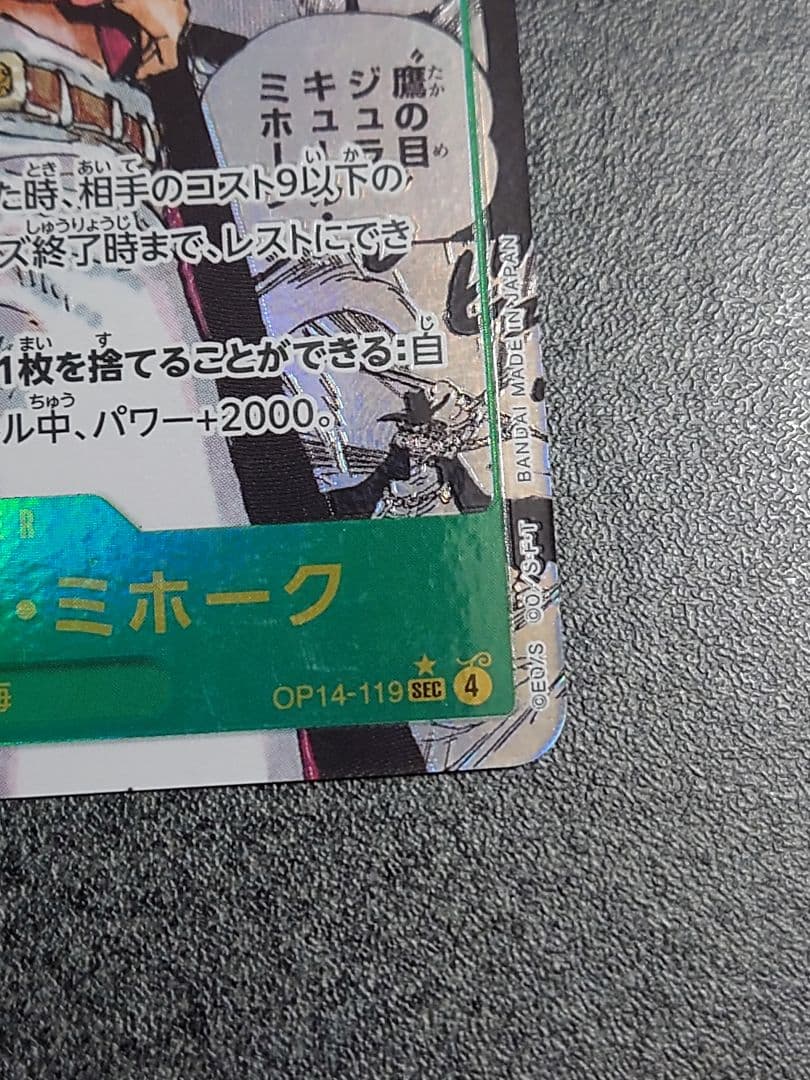 "鷹の目
ジュラ
キュ
ミホー
た時、相手のコスト9以下の
ズ終了時まで、レストにでき
1枚を捨てることができる:自
ル中、パワー+2000。
R
・ミホーク
海
OP14-119 SEC 4
©E.O./S ©O./S,F,T BANDAI MADE IN JAPAN